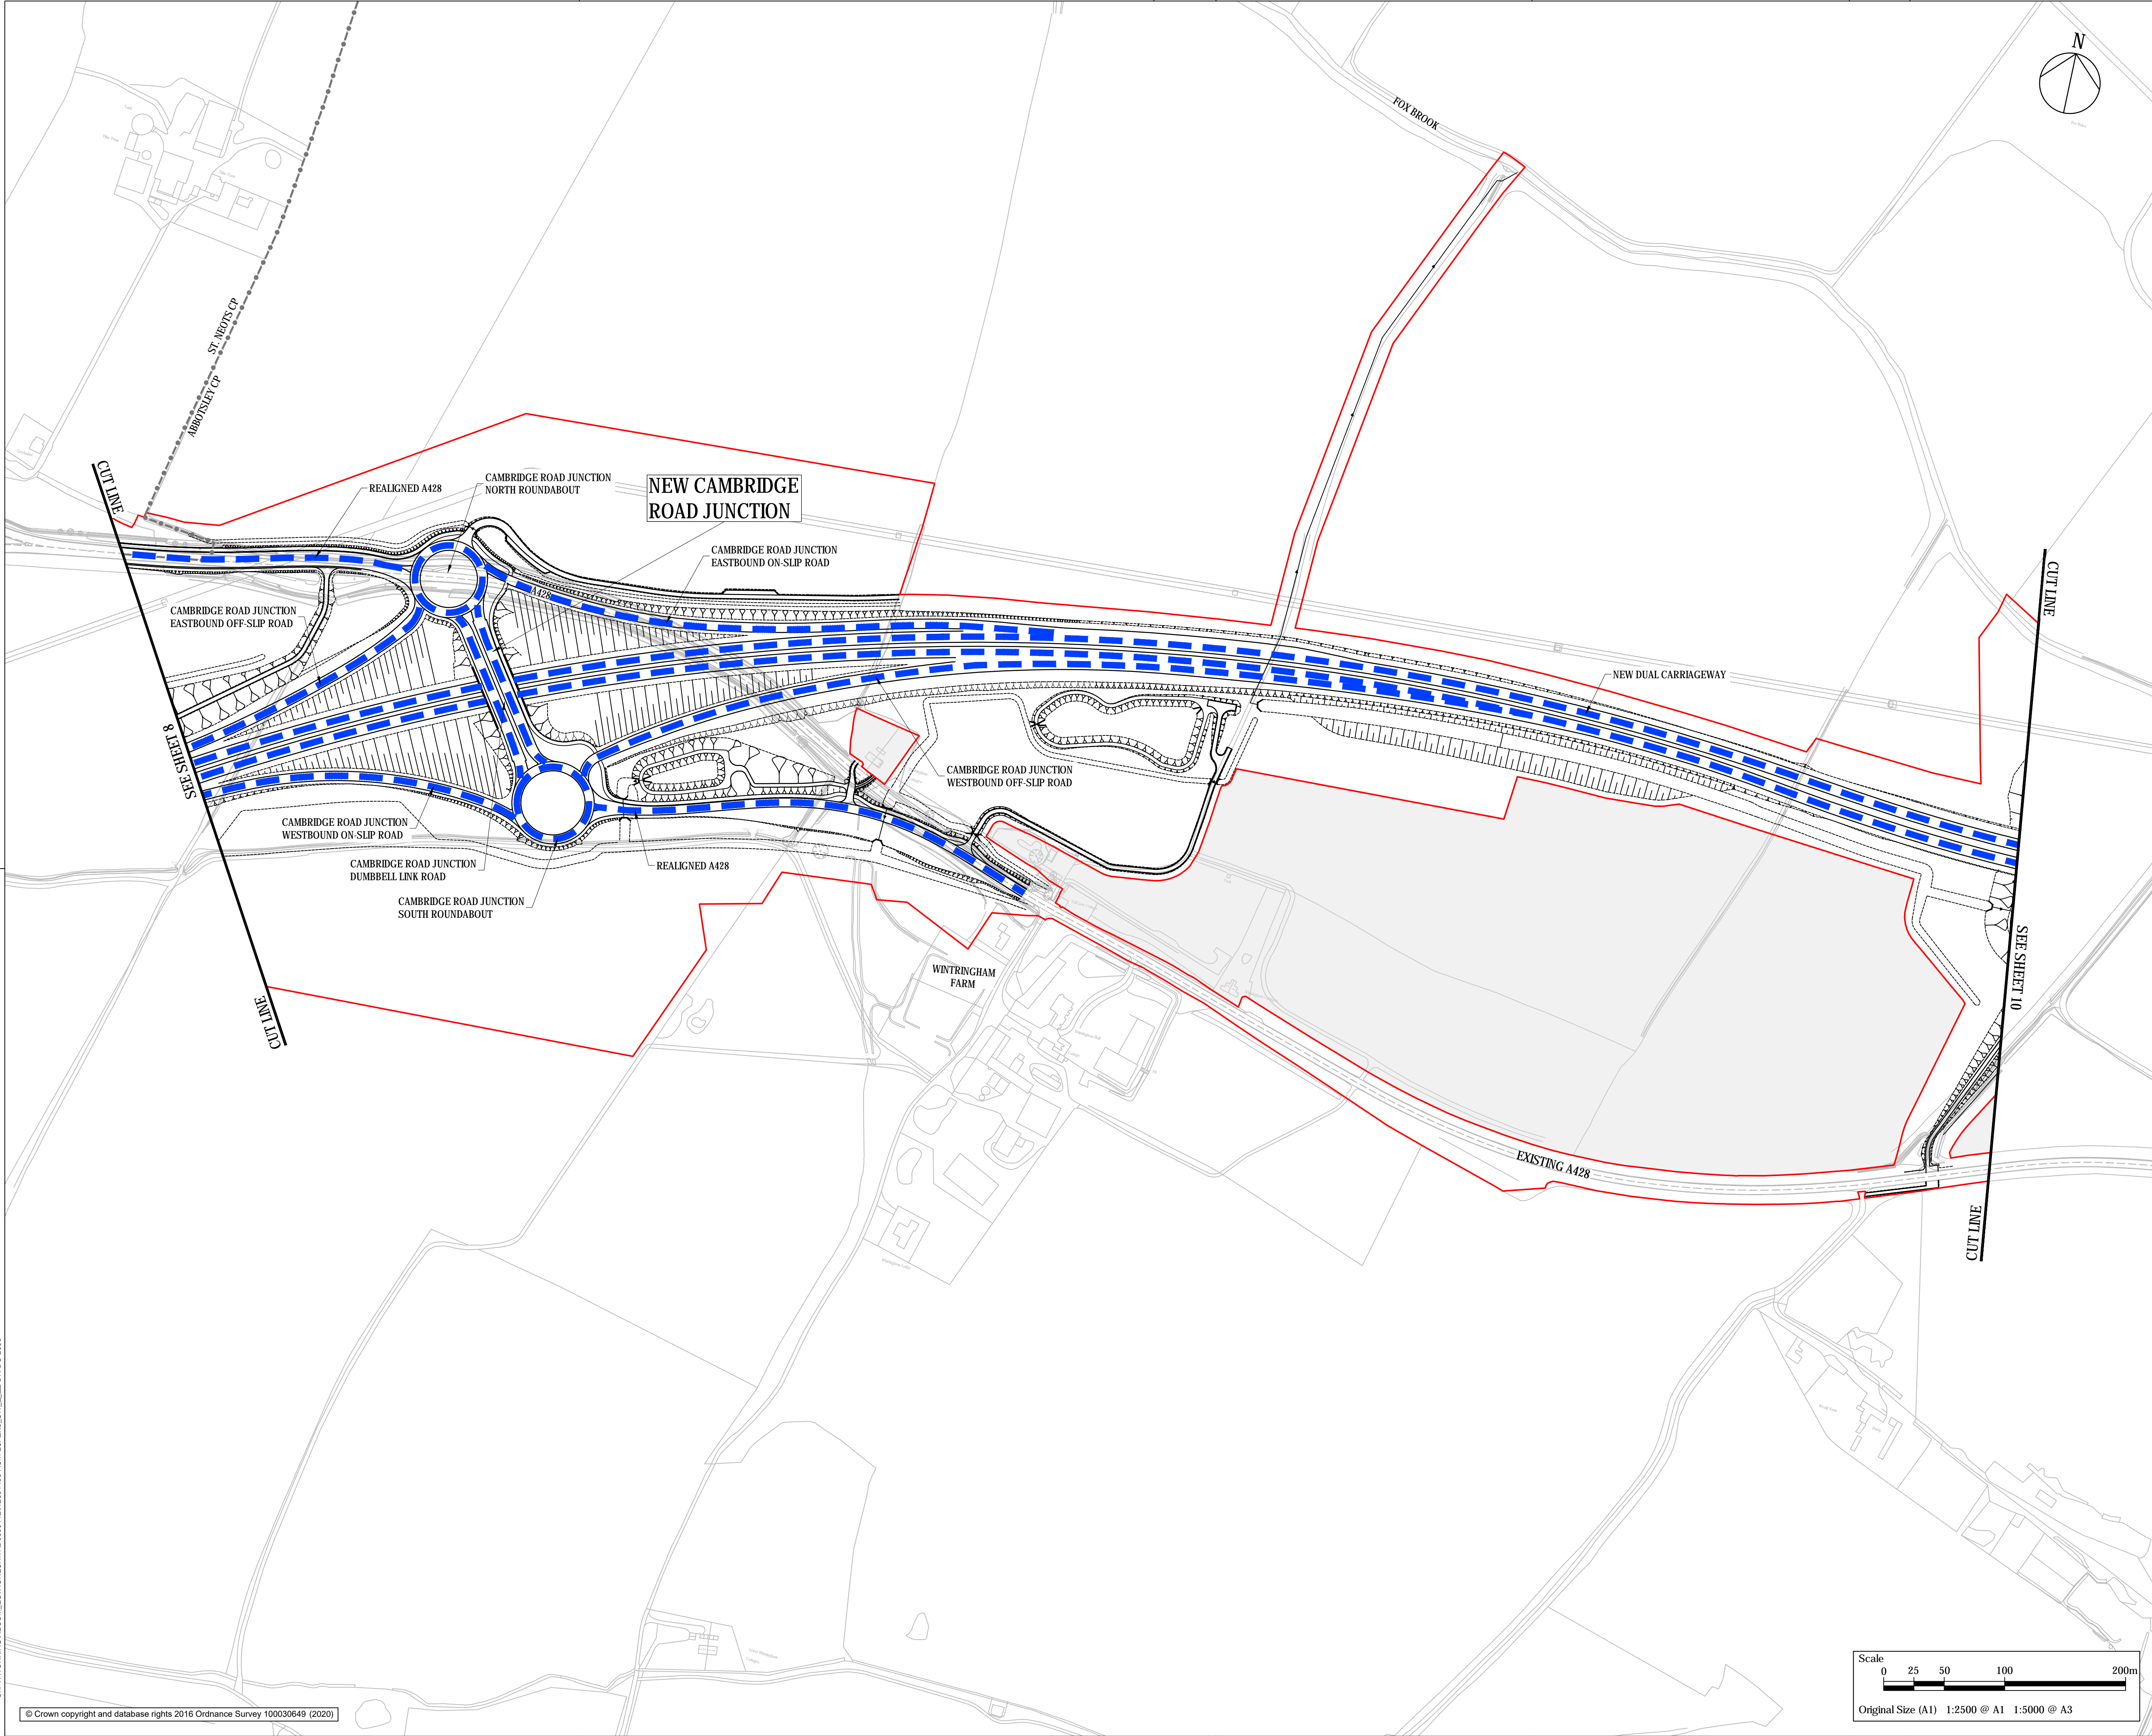 N
FOX BROOK
ST. NEOTS CP
ABBOTSLEY CP
CUT LINE
REALIGNED A428
CAMBRIDGE ROAD JUNCTION
NORTH ROUNDABOUT
NEW CAMBRIDGE
ROAD JUNCTION
CAMBRIDGE ROAD JUNCTION
EASTBOUND ON-SLIP ROAD
A428
CUT LINE
CAMBRIDGE ROAD JUNCTION
EASTBOUND OFF-SLIP ROAD
NEW DUAL CARRIAGEWAY
SEE SHEET 8
CAMBRIDGE ROAD JUNCTION
WESTBOUND OFF-SLIP ROAD
CAMBRIDGE ROAD JUNCTION
WESTBOUND ON-SLIP ROAD
CAMBRIDGE ROAD JUNCTION
DUMBBELL LINK ROAD
REALIGNED A428
CAMBRIDGE ROAD JUNCTION
SOUTH ROUNDABOUT
SEE SHEET 10
WINTRINGHAM
FARM
CUT LINE
EXISTING A428
CUT LINE
Scale
0 25 50 100 200m
Original Size (A1) 1:2500 @ A1 1:5000 @ A3
© Crown copyright and database rights 2016 Ordnance Survey 100030649 (2020)